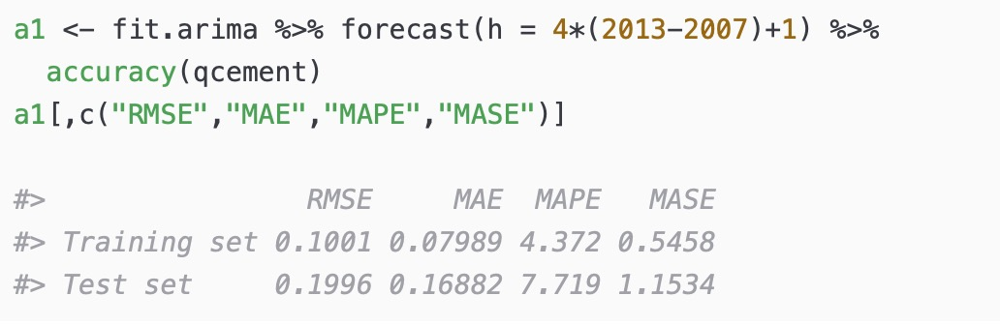 a1 <- fit.arima %>% forecast(h = 4*(2013-2007)+1) %>%
  accuracy(qcement)
a1[,c("RMSE","MAE","MAPE","MASE")]
#>                RMSE     MAE  MAPE   MASE
#> Training set 0.1001 0.07989 4.372 0.5458
#> Test set     0.1996 0.16882 7.719 1.1534